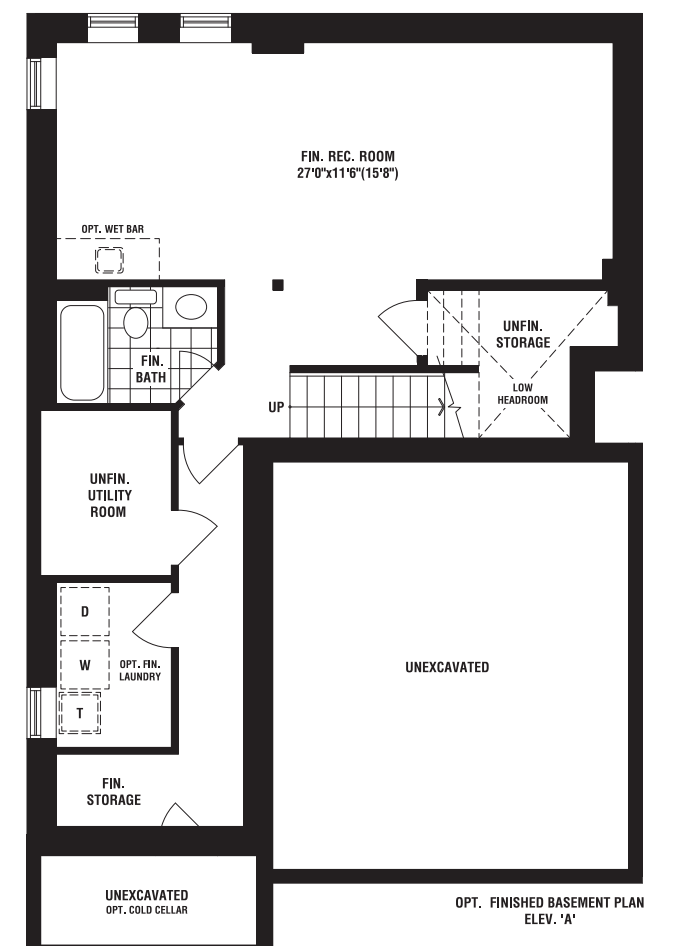 FIN. REC. ROOM
27'0"x11'6"(15'8")
OPT. WET BAR
UNFIN.
STORAGE
FIN.
BATH
LOW
HEADROOM
UP
UNFIN.
UTILITY
ROOM
D
W
OPT. FIN.
LAUNDRY
T
UNEXCAVATED
FIN.
STORAGE
UNEXCAVATED
OPT. COLD CELLAR
OPT. FINISHED BASEMENT PLAN
ELEV. 'A'